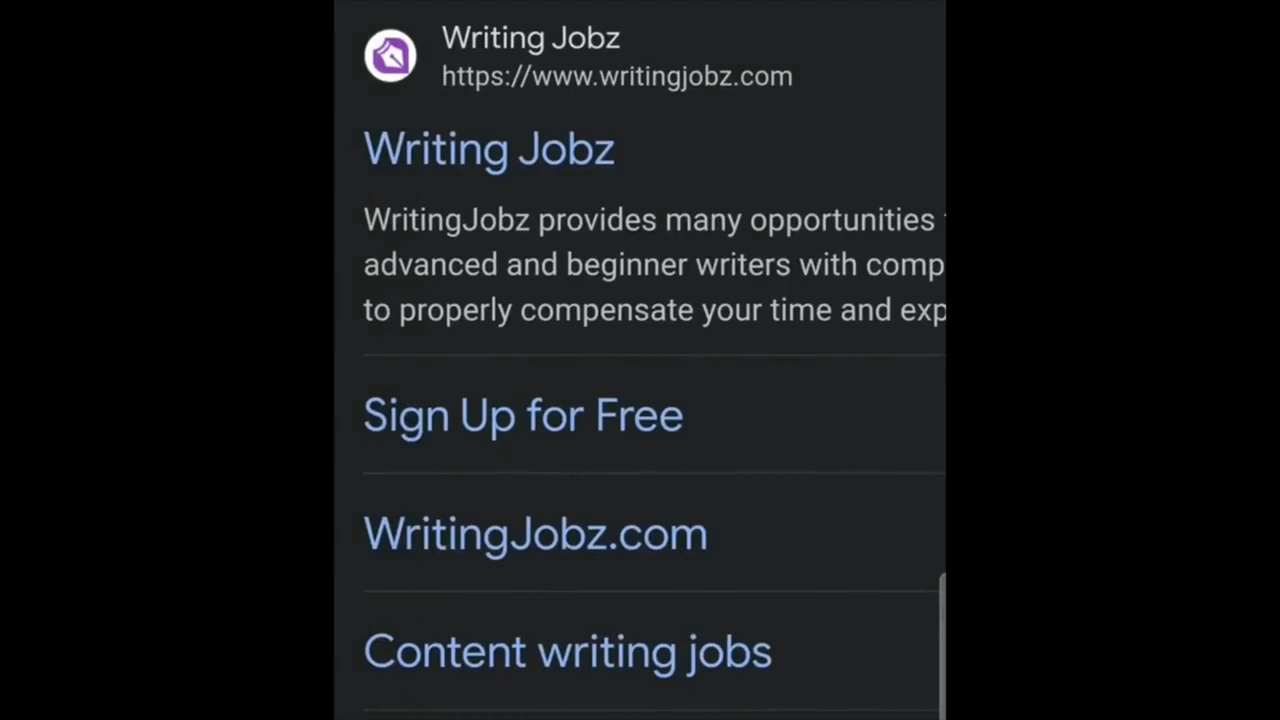 Writing Jobz
https://www.writingjobz.com
Writing Jobz
WritingJobz provides many opportunities
advanced and beginner writers with comp
to properly compensate your time and exp
Sign Up for Free
WritingJobz.com
Content writing jobs